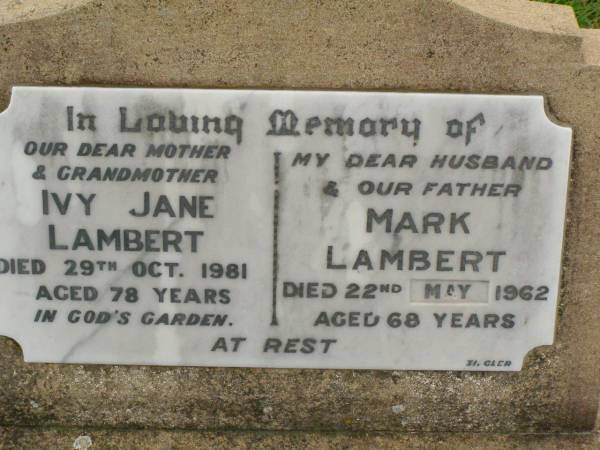 In Loving Memory of
OUR DEAR MOTHER
& GRANDMOTHER
IVY JANE
LAMBERT
DIED 29TH OCT. 1981
AGED 78 YEARS
IN GOD'S GARDEN.
MY DEAR HUSBAND
& OUR FATHER
MARK
LAMBERT
DIED 22ND MAY 1962
AGED 68 YEARS
AT REST